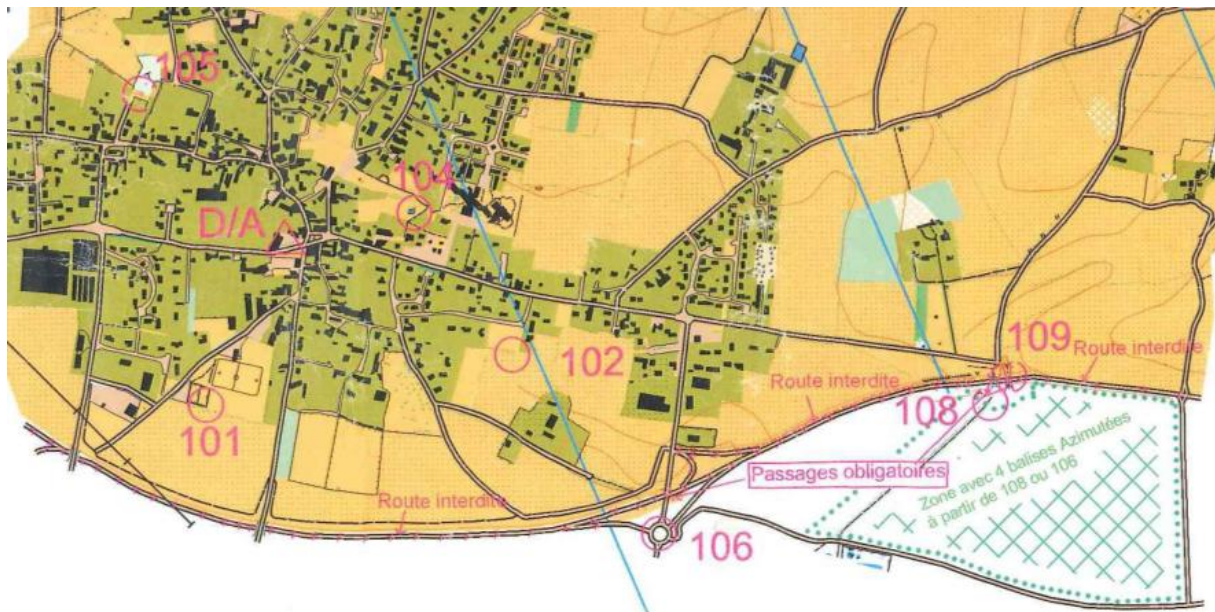 105
104
D/A
109
Route interdite
Route interdite
102
108
101
Zone avec 4 balises Azimutées
à partir de 108 ou 106
Passages obligatoires
Route interdite
106